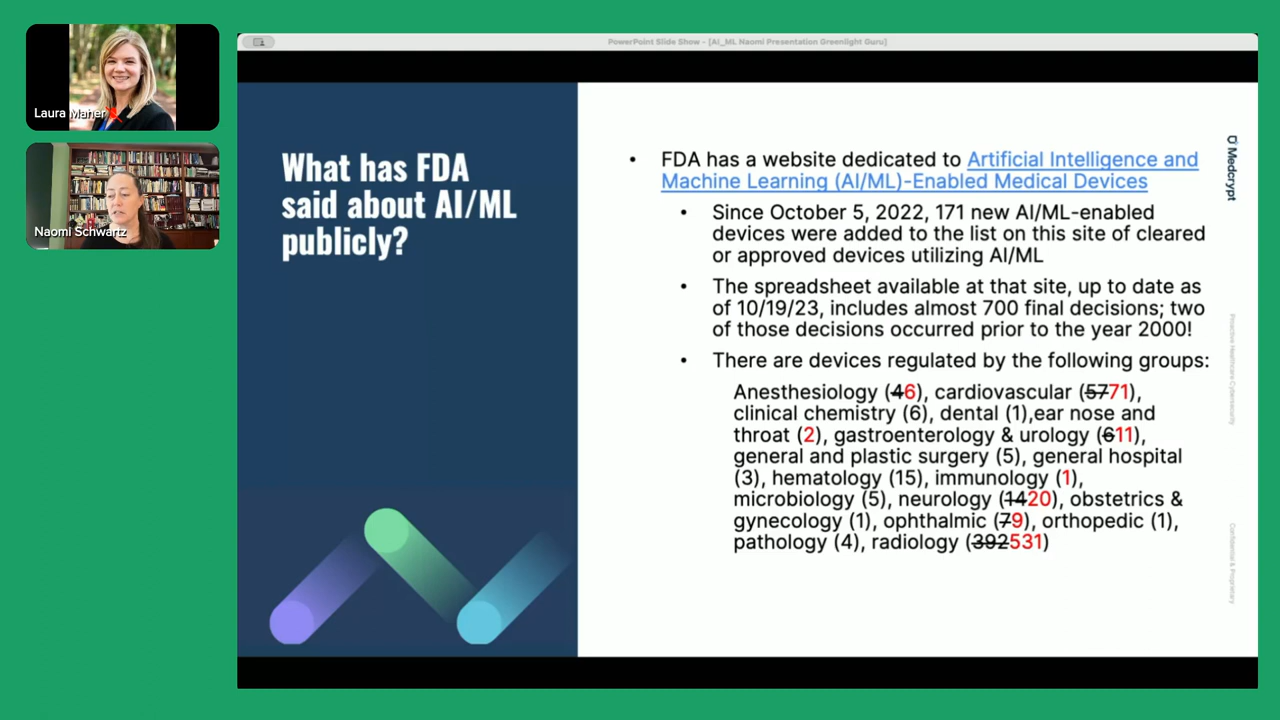 PowerPoint Slide Show - [AI_ML Naomi Presentation Greenlight Guru]
Laura Maher
Naomi Schwartz
What has FDA
said about AI/ML
publicly?
• FDA has a website dedicated to Artificial Intelligence and
Machine Learning (AI/ML)-Enabled Medical Devices
• Since October 5, 2022, 171 new AI/ML-enabled
devices were added to the list on this site of cleared
or approved devices utilizing AI/ML
• The spreadsheet available at that site, up to date as
of 10/19/23, includes almost 700 final decisions; two
of those decisions occurred prior to the year 2000!
• There are devices regulated by the following groups:
Anesthesiology (46), cardiovascular (5771),
clinical chemistry (6), dental (1),ear nose and
throat (2), gastroenterology & urology (611),
general and plastic surgery (5), general hospital
(3), hematology (15), immunology (1),
microbiology (5), neurology (1420), obstetrics &
gynecology (1), ophthalmic (79), orthopedic (1),
pathology (4), radiology (392531)
Medcrypt
Proactive Healthcare Cybersecurity
Confidential & Proprietary